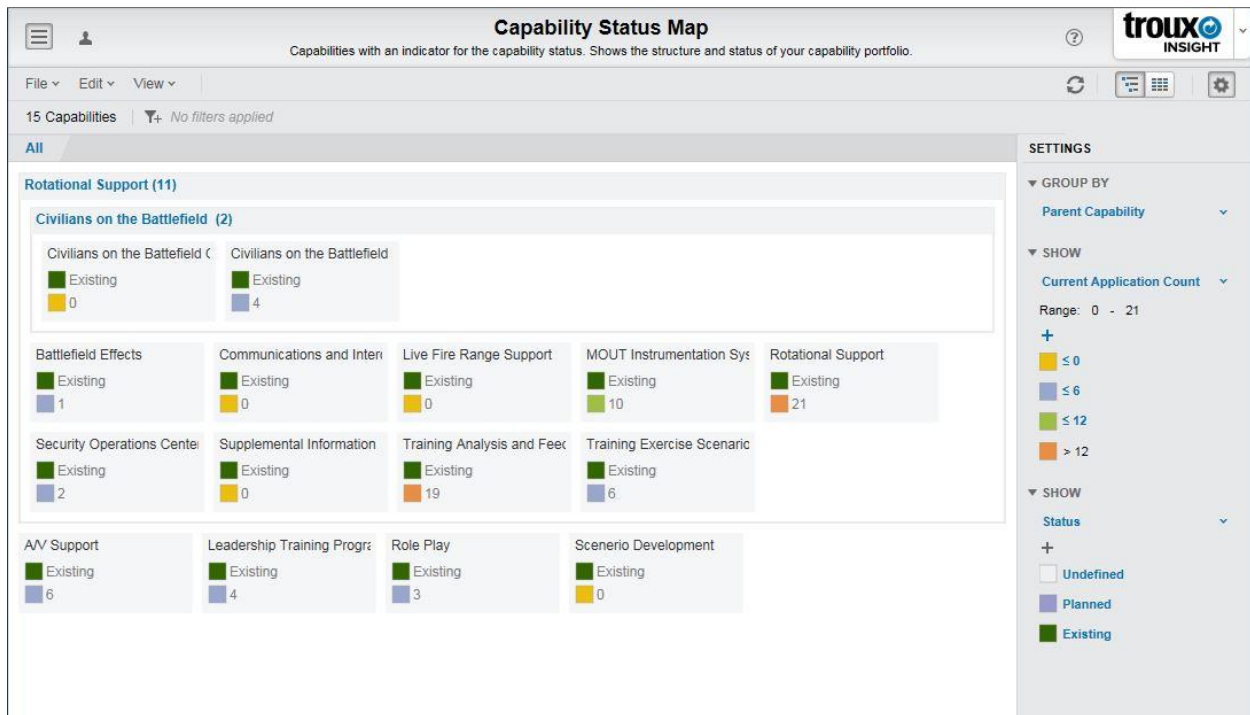 Capability Status Map
Capabilities with an indicator for the capability status. Shows the structure and status of your capability portfolio.
?
troux
INSIGHT
File Edit View
15 Capabilities No filters applied
All
Rotational Support (11)
Civilians on the Battlefield (2)
Civilians on the Battefield
Existing
0
Civilians on the Battlefield
Existing
4
Battlefield Effects
Existing
1
Communications and
Existing
0
Live Fire Range Support
Existing
0
MOUT Instrumentation Sys
Existing
10
Rotational Support
Existing
21
Security Operations Cente
Existing
2
Supplemental Information
Existing
0
Training Analysis and Feec
Existing
19
Training Exercise Scenaric
Existing
6
A/V Support
Existing
6
Leadership Training Progra
Existing
4
Role Play
Existing
3
Scenerio Development
Existing
0
SETTINGS
GROUP BY
Parent Capability
SHOW
Current Application Count
Range: 0 - 21
+
≤ 0
≤ 6
≤ 12
> 12
SHOW
Status
+
Undefined
Planned
Existing